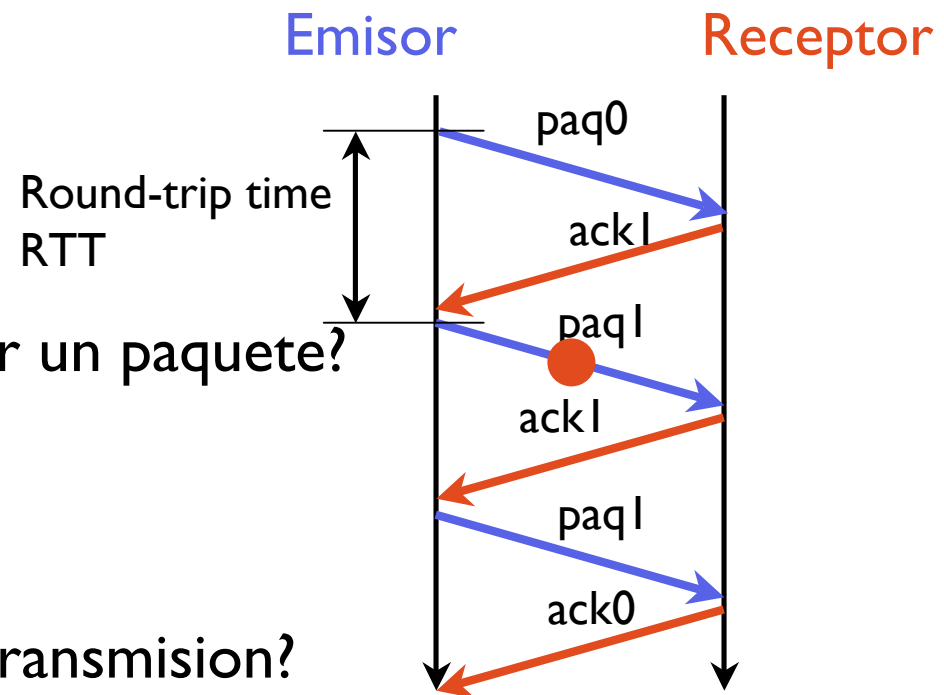 Emisor
Receptor
paq0
Round-trip time
RTT
ack1
paq1
r un paquete?
ack1
paq1
ack0
ransmision?